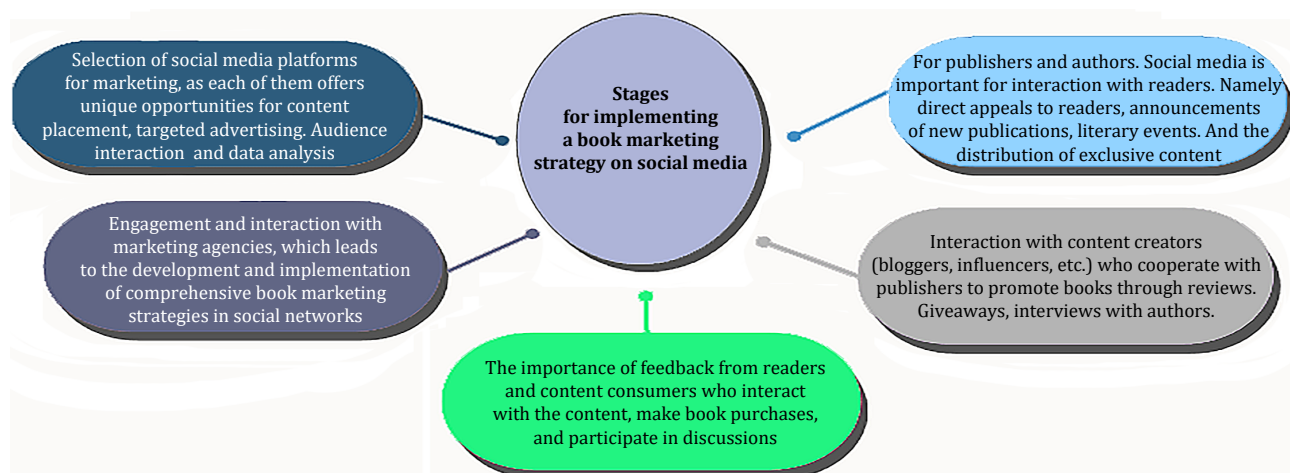 Selection of social media platforms
for marketing, as each of them offers
unique opportunities for content
placement, targeted advertising. Audience
interaction and data analysis
Stages
for implementing
a book marketing
strategy on social media
For publishers and authors. Social media is
important for interaction with readers. Namely
direct appeals to readers, announcements
of new publications, literary events. And the
distribution of exclusive content
Engagement and interaction with
marketing agencies, which leads
to the development and implementation
of comprehensive book marketing
strategies in social networks
Interaction with content creators
(bloggers, influencers, etc.) who cooperate with
publishers to promote books through reviews.
Giveaways, interviews with authors.
The importance of feedback from readers
and content consumers who interact
with the content, make book purchases,
and participate in discussions